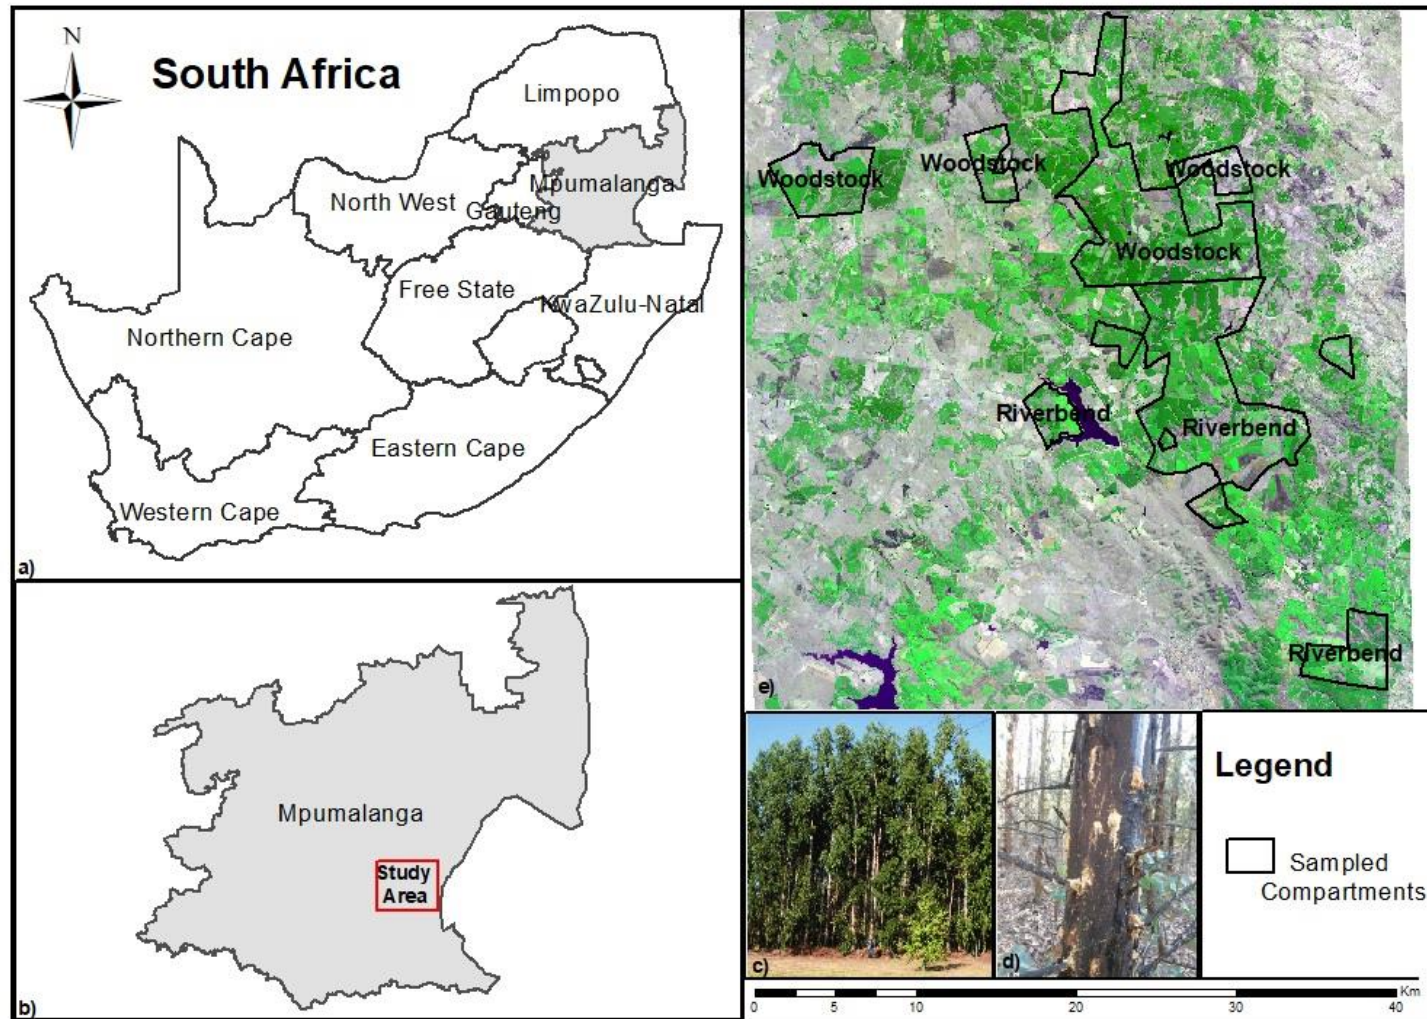 N
South Africa
Limpopo
Mpumalanga
North West
Gauteng
Free State
KwaZulu-Natal
Northern Cape
Eastern Cape
Western Cape
a)
Mpumalanga
Study
Area
b)
Woodstock
Woodstock
Woodstock
Woodstock
Riverbend
Riverbend
Riverbend
e)
c)
d)
Legend
Sampled
Compartments
Km
0 5 10 20 30 40